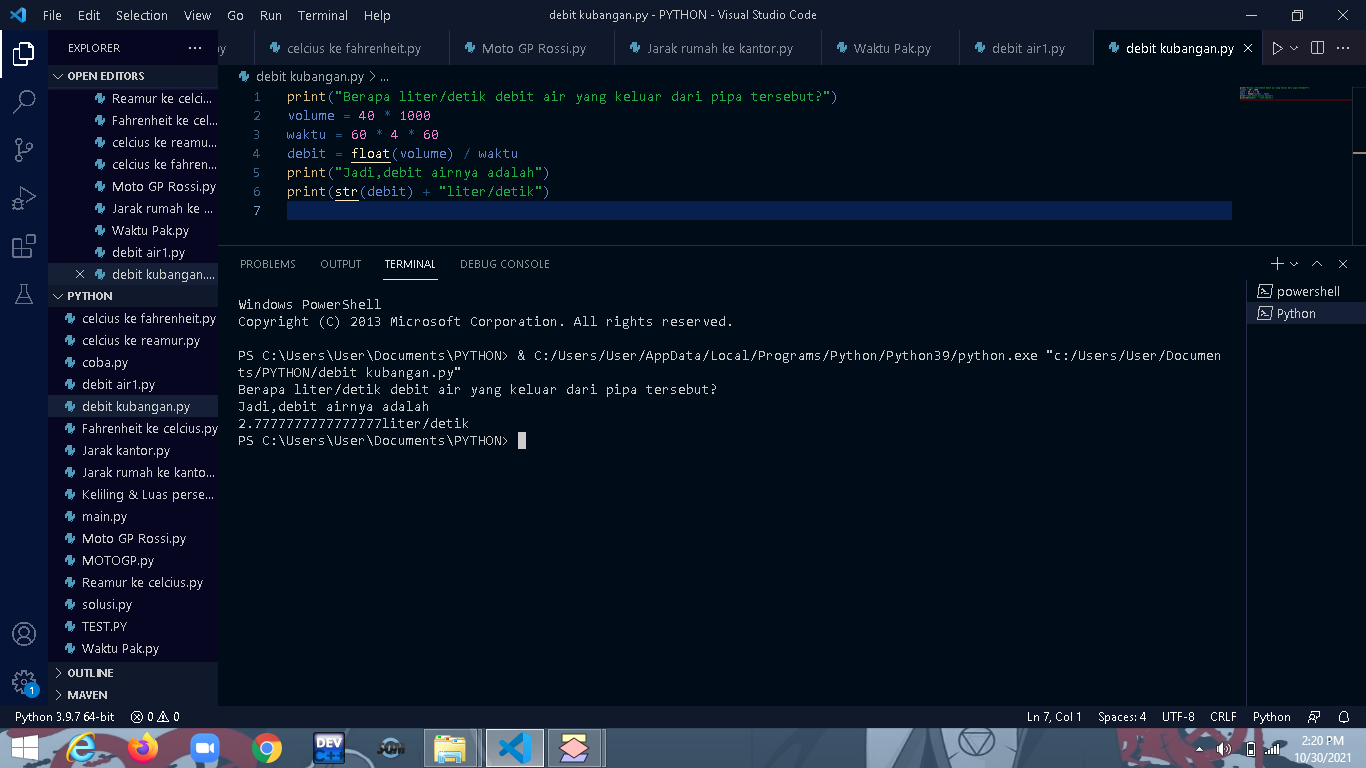 File Edit Selection View Go Run Terminal Help
debit kubangan.py - PYTHON - Visual Studio Code
EXPLORER
y
celcius ke fahrenheit.py
Moto GP Rossi.py
Jarak rumah ke kantor.py
Waktu Pak.py
debit air1.py
debit kubangan.py
OPEN EDITORS
Reamur ke celci...
Fahrenheit ke cel...
celcius ke reamu...
celcius ke fahren...
Moto GP Rossi.py
Jarak rumah ke ...
Waktu Pak.py
debit air1.py
debit kubangan....
PYTHON
celcius ke fahrenheit.py
celcius ke reamur.py
coba.py
debit air1.py
debit kubangan.py
Fahrenheit ke celcius.py
Jarak kantor.py
Jarak rumah ke kanto...
Keliling & Luas perse...
main.py
Moto GP Rossi.py
MOTOGP.py
Reamur ke celcius.py
solusi.py
TEST.PY
Waktu Pak.py
OUTLINE
MAVEN
debit kubangan.py > ...
1 print("Berapa liter/detik debit air yang keluar dari pipa tersebut?")
2 volume = 40 * 1000
3 waktu = 60 * 4 * 60
4 debit = float(volume) / waktu
5 print("Jadi,debit airnya adalah")
6 print(str(debit) + "liter/detik")
7
PROBLEMS OUTPUT TERMINAL DEBUG CONSOLE
powershell
Python
Windows PowerShell
Copyright (C) 2013 Microsoft Corporation. All rights reserved.
PS C:\Users\User\Documents\PYTHON> & C:/Users/User/AppData/Local/Programs/Python/Python39/python.exe "c:/Users/User/Documen
ts/PYTHON/debit kubangan.py"
Berapa liter/detik debit air yang keluar dari pipa tersebut?
Jadi,debit airnya adalah
2.7777777777777777liter/detik
PS C:\Users\User\Documents\PYTHON>
1
Python 3.9.7 64-bit 0 0
Ln 7, Col 1 Spaces: 4 UTF-8 CRLF Python
DEV
C++
2:20 PM
10/30/2021